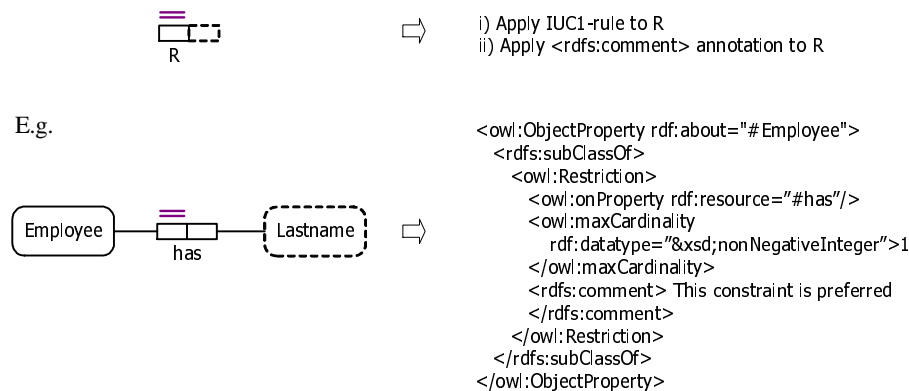 i) Apply IUC1-rule to R
ii) Apply <rdfs:comment> annotation to R
R
E.g.
<owl:ObjectProperty rdf:about="#Employee">
<rdfs:subClassOf>
<owl:Restriction>
<owl:onProperty rdf:resource="#has"/>
<owl:maxCardinality
rdf:datatype="&xsd;nonNegativeInteger">1
</owl:maxCardinality>
<rdfs:comment> This constraint is preferred
</rdfs:comment>
</owl:Restriction>
</rdfs:subClassOf>
</owl:ObjectProperty>
Employee
has
Lastname